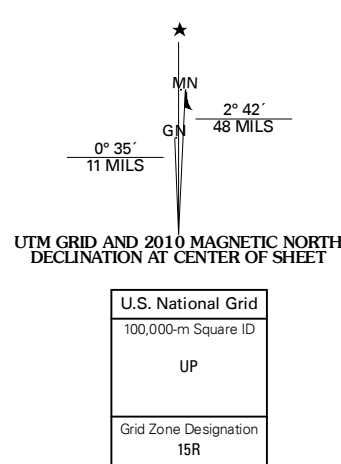 MN
GN
2° 42´
48 MILS
0° 35´
11 MILS
UTM GRID AND 2010 MAGNETIC NORTH
DECLINATION AT CENTER OF SHEET
U.S. National Grid
100,000-m Square ID
UP
Grid Zone Designation
15R